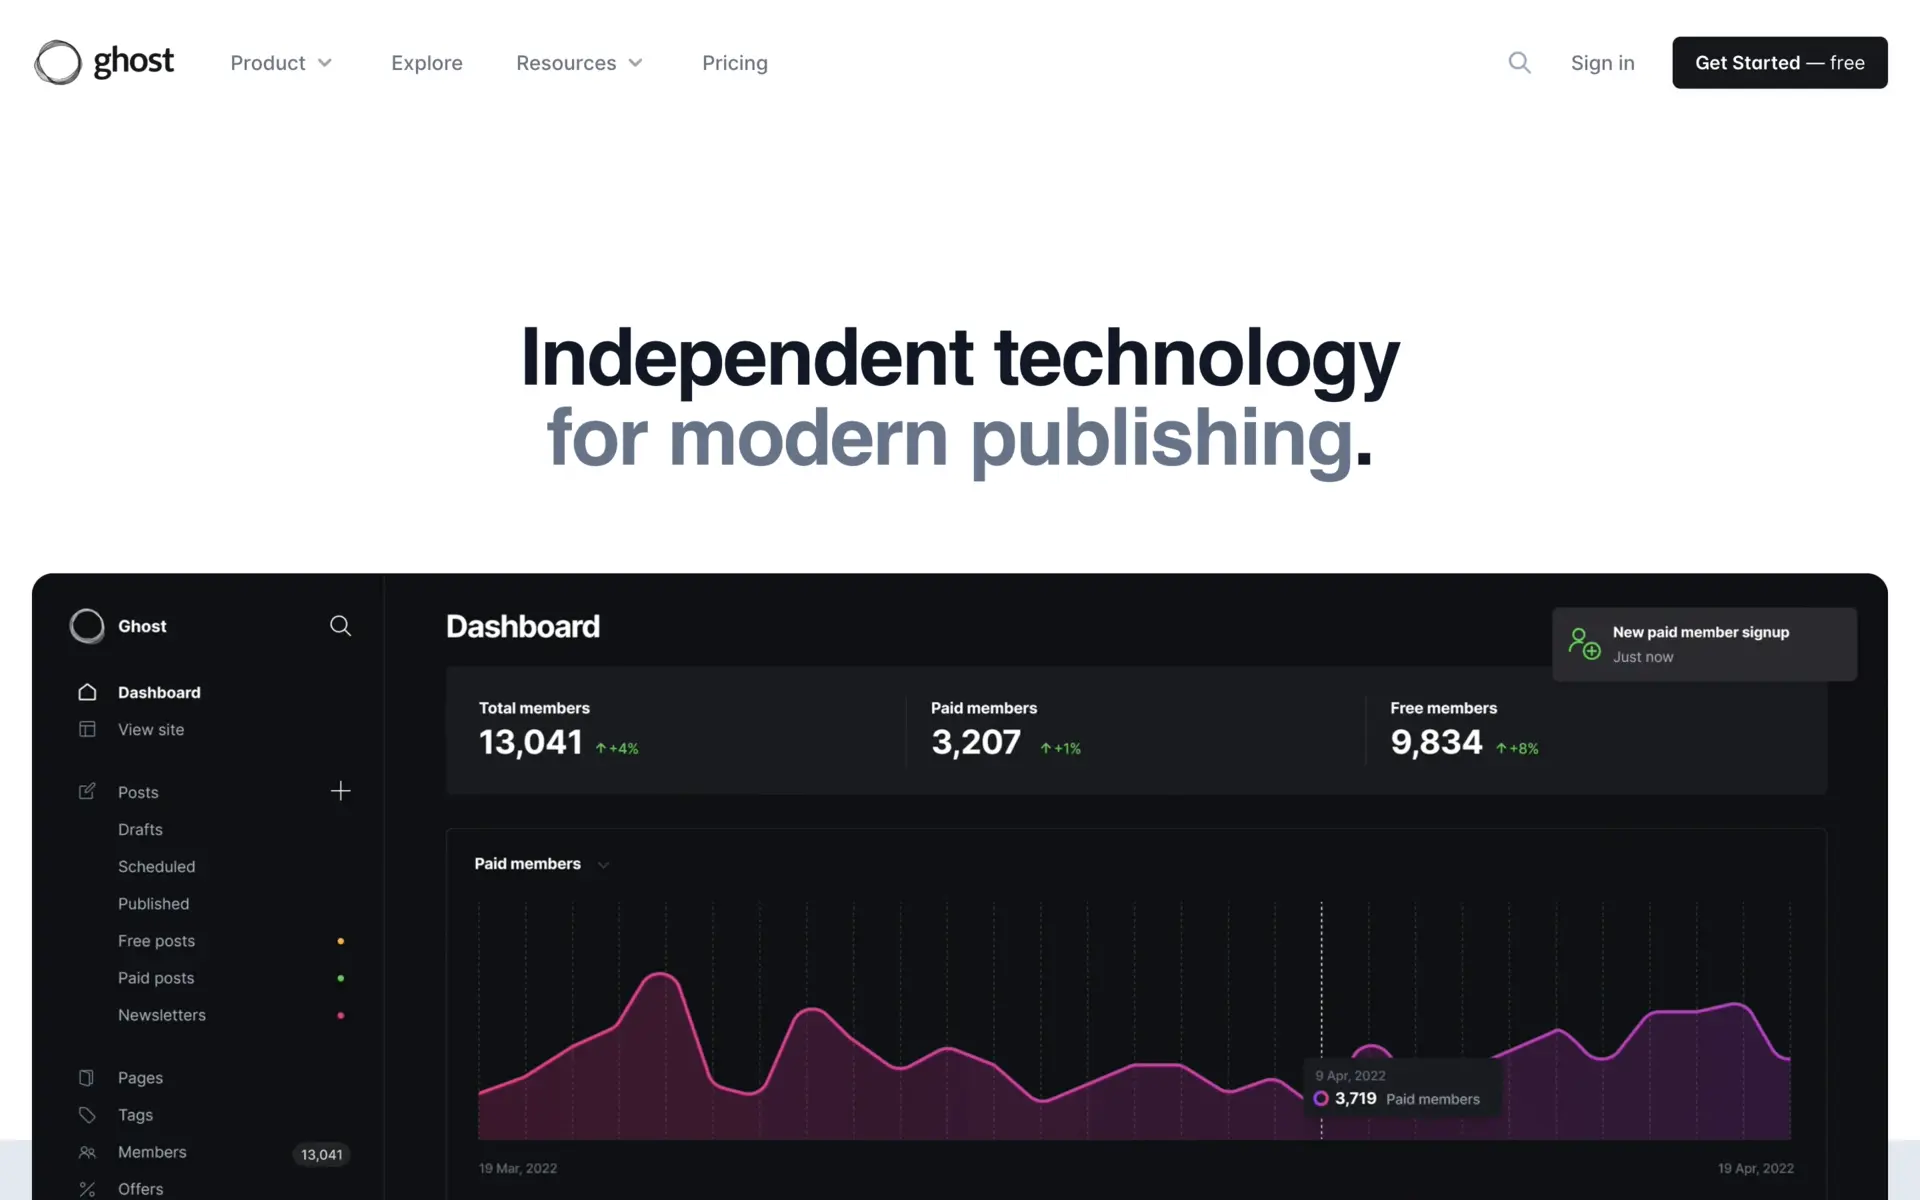 ghost
Product
Explore
Resources
Pricing
Sign in
Get Started — free
Independent technology
for modern publishing.
Ghost
Dashboard
View site
Posts
Drafts
Scheduled
Published
Free posts
Paid posts
Newsletters
Pages
Tags
Members 13,041
Offers
Dashboard
New paid member signup
Just now
Total members
13,041 +4%
Paid members
3,207 +1%
Free members
9,834 +8%
Paid members
9 Apr, 2022
3,719 Paid members
19 Mar, 2022
19 Apr, 2022